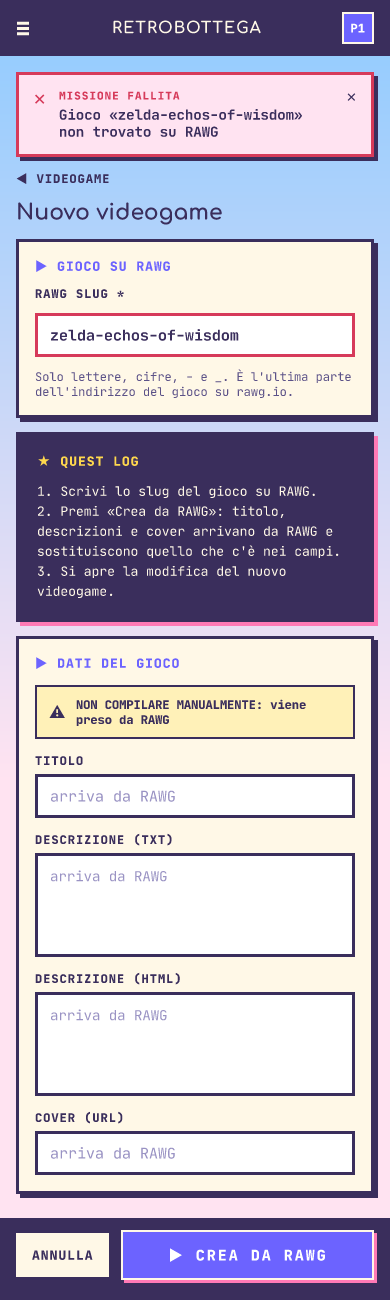 RETROBOTTEGA
P1
MISSIONE FALLITA
Gioco «zelda-echos-of-wisdom»
non trovato su RAWG
VIDEOGAME
Nuovo videogame
GIOCO SU RAWG
RAWG SLUG *
zelda-echos-of-wisdom
Solo lettere, cifre, - e _. È l'ultima parte
dell'indirizzo del gioco su rawg.io.
★ QUEST LOG
1. Scrivi lo slug del gioco su RAWG.
2. Premi «Crea da RAWG»: titolo,
descrizioni e cover arrivano da RAWG e
sostituiscono quello che c'è nei campi.
3. Si apre la modifica del nuovo
videogame.
DATI DEL GIOCO
NON COMPILARE MANUALMENTE: viene
preso da RAWG
TITOLO
arriva da RAWG
DESCRIZIONE (TXT)
arriva da RAWG
DESCRIZIONE (HTML)
arriva da RAWG
COVER (URL)
arriva da RAWG
ANNULLA
CREA DA RAWG